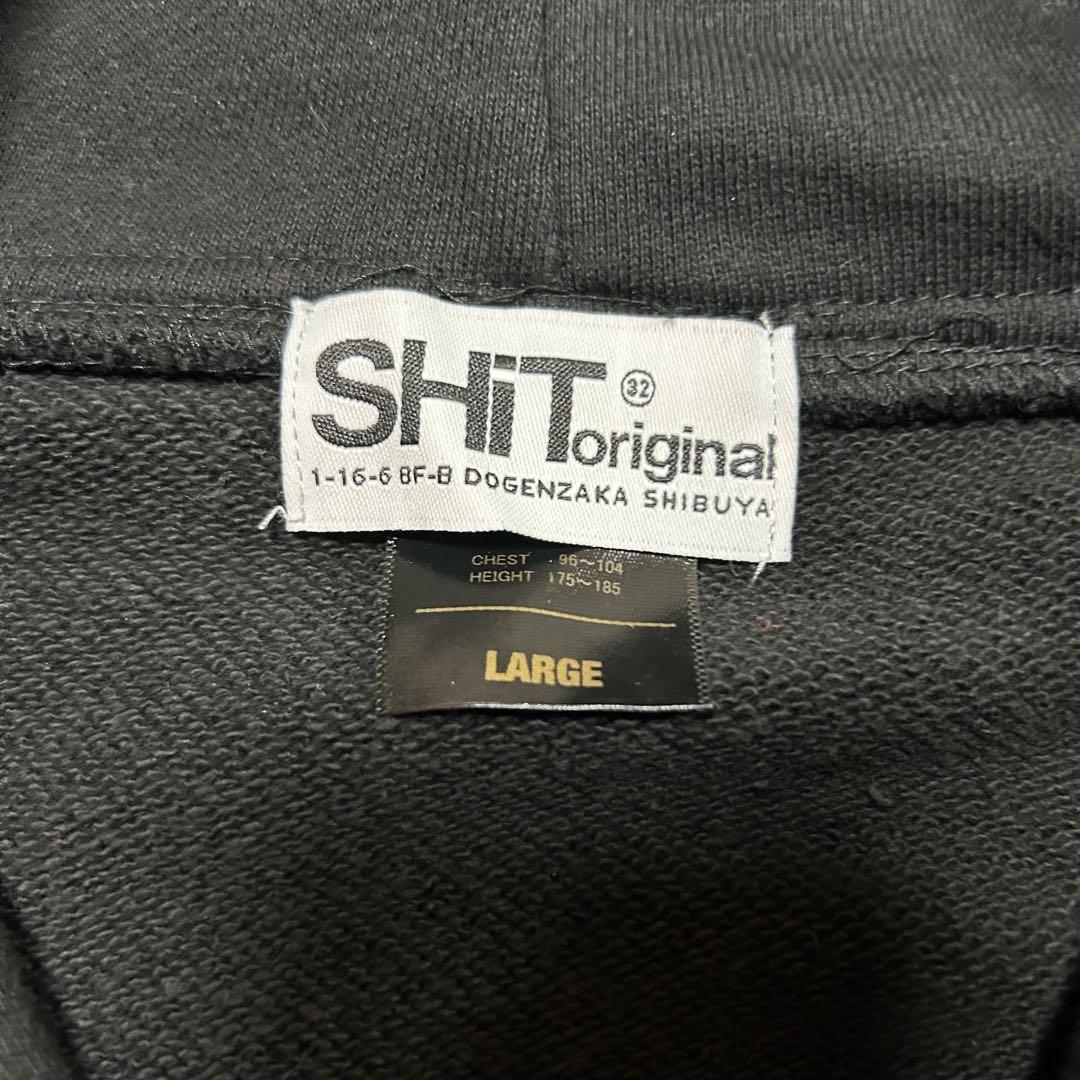 SHiT 32
original
1-16-6 8F-B DOGENZAKA SHIBUYA
CHEST 96～104
HEIGHT 175～185
LARGE